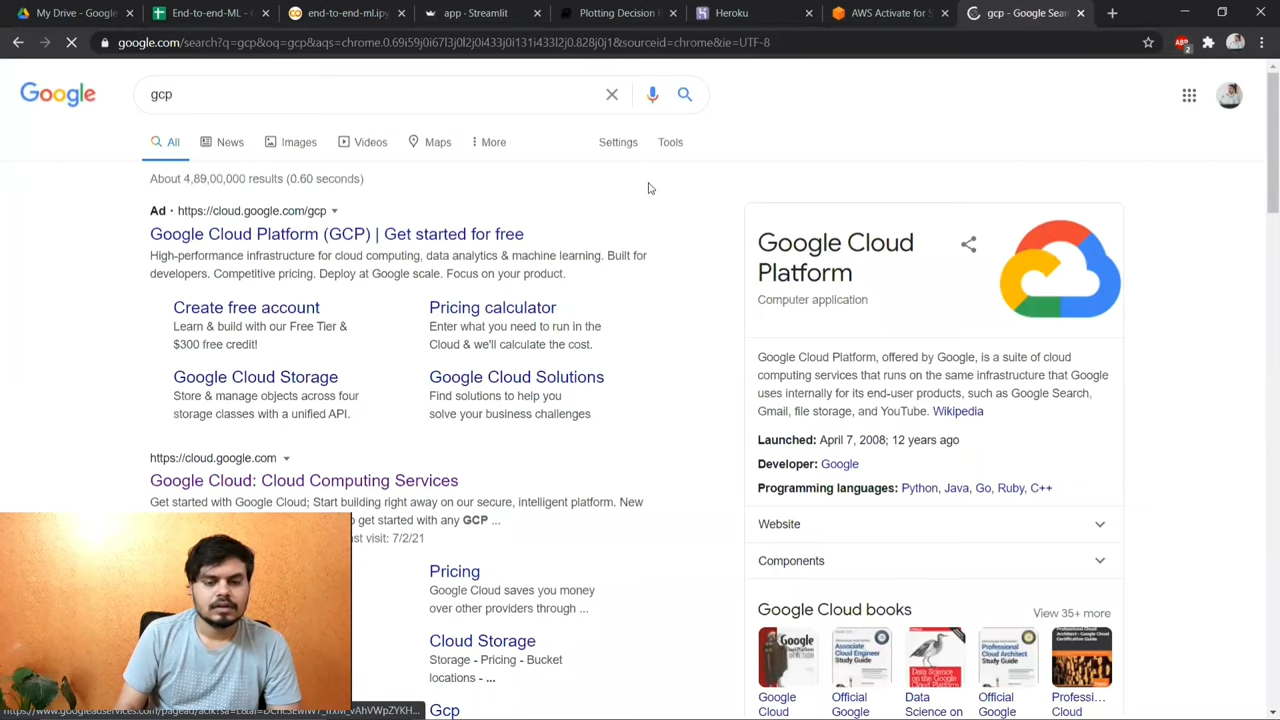 My Drive - Google
End-to-end-ML -
end-to-end-ml.ipy
app · Streamlit
Plotting Decision
Heroku
AWS Activate for S
gcp - Google Sear
google.com/search?q=gcp&oq=gcp&aqs=chrome.0.69i59j0i67l3j0l2j0i433j0i131i433l2j0.828j0j1&sourceid=chrome&ie=UTF-8
ABP
2
Google
gcp
All
News
Images
Videos
Maps
More
Settings
Tools
About 4,89,00,000 results (0.60 seconds)
Ad · https://cloud.google.com/gcp
Google Cloud Platform (GCP) | Get started for free
High-performance infrastructure for cloud computing, data analytics & machine learning. Built for
developers. Competitive pricing. Deploy at Google scale. Focus on your product.
Create free account
Learn & build with our Free Tier &
$300 free credit!
Pricing calculator
Enter what you need to run in the
Cloud & we'll calculate the cost.
Google Cloud Storage
Store & manage objects across four
storage classes with a unified API.
Google Cloud Solutions
Find solutions to help you
solve your business challenges
https://cloud.google.com
Google Cloud: Cloud Computing Services
Get started with Google Cloud; Start building right away on our secure, intelligent platform. New
get started with any GCP ...
visit: 7/2/21
Pricing
Google Cloud saves you money
over other providers through ...
Cloud Storage
Storage - Pricing - Bucket
locations - ...
Gcp
Google Cloud
Platform
Computer application
Google Cloud Platform, offered by Google, is a suite of cloud
computing services that runs on the same infrastructure that Google
uses internally for its end-user products, such as Google Search,
Gmail, file storage, and YouTube. Wikipedia
Launched: April 7, 2008; 12 years ago
Developer: Google
Programming languages: Python, Java, Go, Ruby, C++
Website
Components
Google Cloud books
View 35+ more
Google
Cloud
Official
Google
Data
Science on
Official
Google
Professi...
Cloud